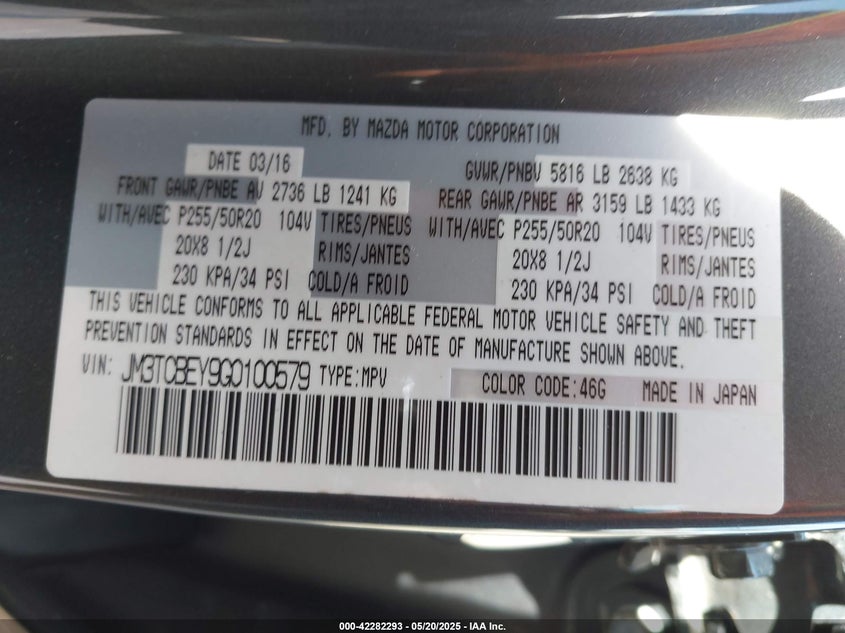 MFD. BY MAZDA MOTOR CORPORATION
DATE 03/16 GVWR/PNBV 5816 LB 2638 KG
FRONT GAWR/PNBE AV 2736 LB 1241 KG REAR GAWR/PNBE AR 3159 LB 1433 KG
WITH/AVEC P255/50R20 104V TIRES/PNEUS WITH/AVEC P255/50R20 104V TIRES/PNEUS
20X8 1/2J RIMS/JANTES 20X8 1/2J RIMS/JANTES
230 KPA/34 PSI COLD/A FROID 230 KPA/34 PSI COLD/A FROID
THIS VEHICLE CONFORMS TO ALL APPLICABLE FEDERAL MOTOR VEHICLE SAFETY AND THEFT
PREVENTION STANDARDS IN EFFECT ON THE DATE OF MANUFACTURE SHOWN ABOVE.
VIN: JM3TCBEY9G0100579 TYPE:MPV COLOR CODE:46G MADE IN JAPAN
000-42282293 - 05/20/2025 - IAA Inc.